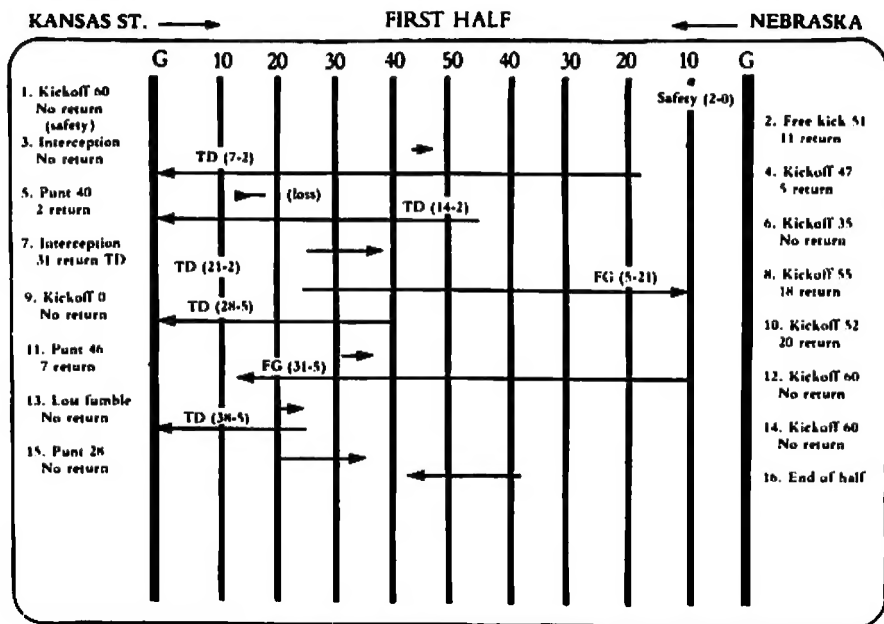 KANSAS ST. FIRST HALF NEBRASKA
G 10 20 30 40 50 40 30 20 10 G
1. Kickoff 60
No return
(safety)
Safety (2-0)
2. Free kick 51
11 return
3. Interception
No return
TD (7-2)
4. Kickoff 47
5 return
5. Punt 40
2 return
(loss)
TD (14-2)
6. Kickoff 35
No return
7. Interception
31 return TD
TD (21-2)
FG (5-21)
8. Kickoff 55
18 return
9. Kickoff 0
No return
TD (28-5)
10. Kickoff 52
20 return
11. Punt 46
7 return
FG (31-5)
12. Kickoff 60
No return
13. Lou fumble
No return
TD (38-5)
14. Kickoff 60
No return
15. Punt 28
No return
16. End of half